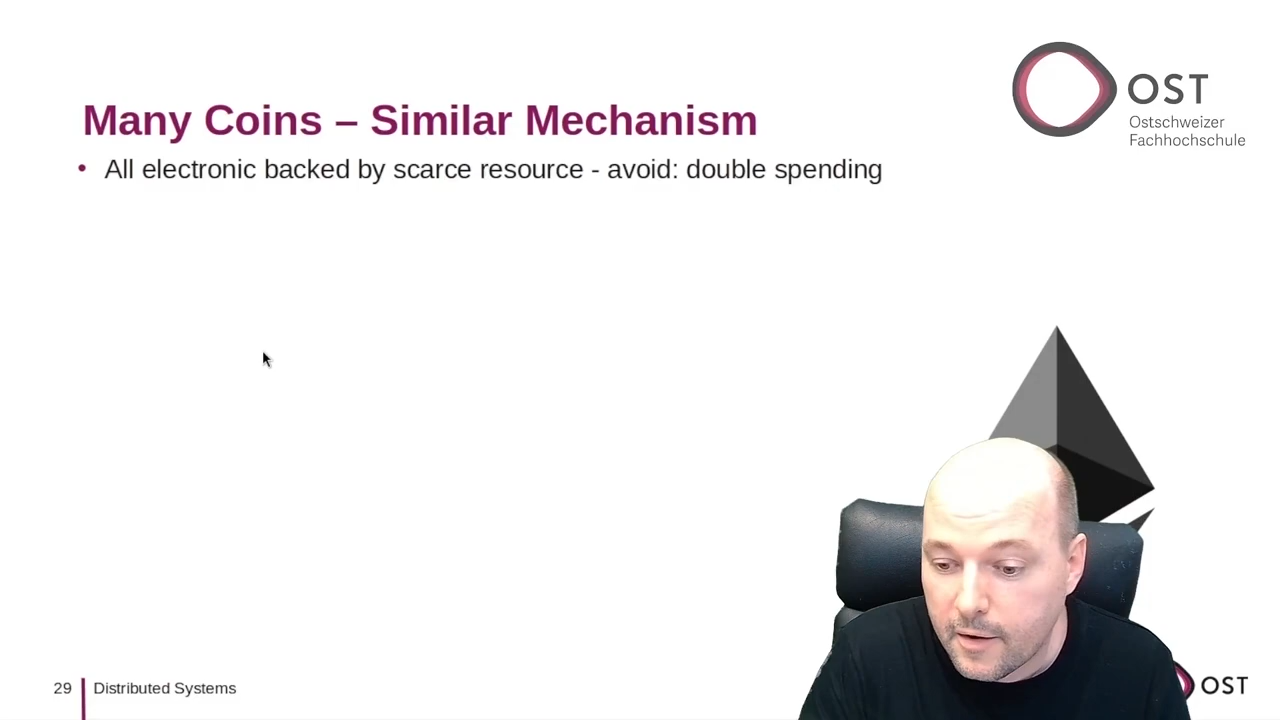 OST
Ostschweizer
Fachhochschule
Many Coins – Similar Mechanism
• All electronic backed by scarce resource - avoid: double spending
29
Distributed Systems
OST